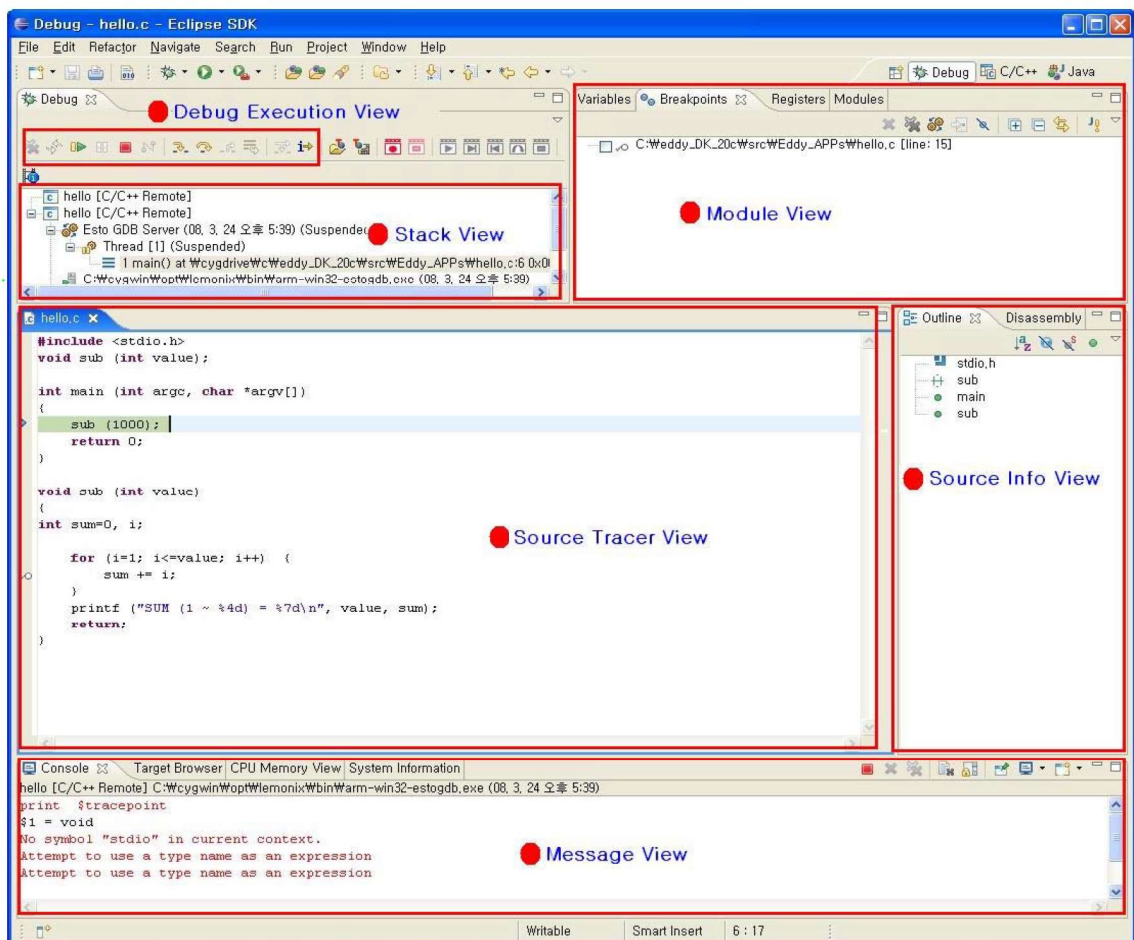 Debug - hello.c - Eclipse SDK
File Edit Refactor Navigate Search Run Project Window Help
Debug C/C++ Java
Debug
Debug Execution View
Variables Breakpoints Registers Modules
C:₩eddy_DK_20c₩src₩Eddy_APPs₩hello.c [line: 15]
Module View
hello [C/C++ Remote]
hello [C/C++ Remote]
Esto GDB Server (08. 3. 24 오후 5:39) (Suspended
Stack View
Thread [1] (Suspended)
1 main() at ₩cygdrive₩c₩eddy_DK_20c₩src₩Eddy_APPs₩hello.c:6 0x0
C:₩cygwin₩opt₩lemonix₩bin₩arm-win32-estogdb.exe (08. 3. 24 오후 5:39)
hello.c
#include <stdio.h>
void sub (int value);
int main (int argc, char *argv[])
{
sub (1000);
return 0;
}
void sub (int value)
{
int sum=0, i;
for (i=1; i<=value; i++) {
sum += i;
}
printf ("SUM (1 ~ %4d) = %7d\n", value, sum);
return;
}
Source Tracer View
Outline Disassembly
stdio.h
sub
main
sub
Source Info View
Console Target Browser CPU Memory View System Information
hello [C/C++ Remote] C:₩cygwin₩opt₩lemonix₩bin₩arm-win32-estogdb.exe (08. 3. 24 오후 5:39)
print $tracepoint
$1 = void
No symbol "stdio" in current context.
Attempt to use a type name as an expression
Attempt to use a type name as an expression
Message View
Writable Smart Insert 6 : 17